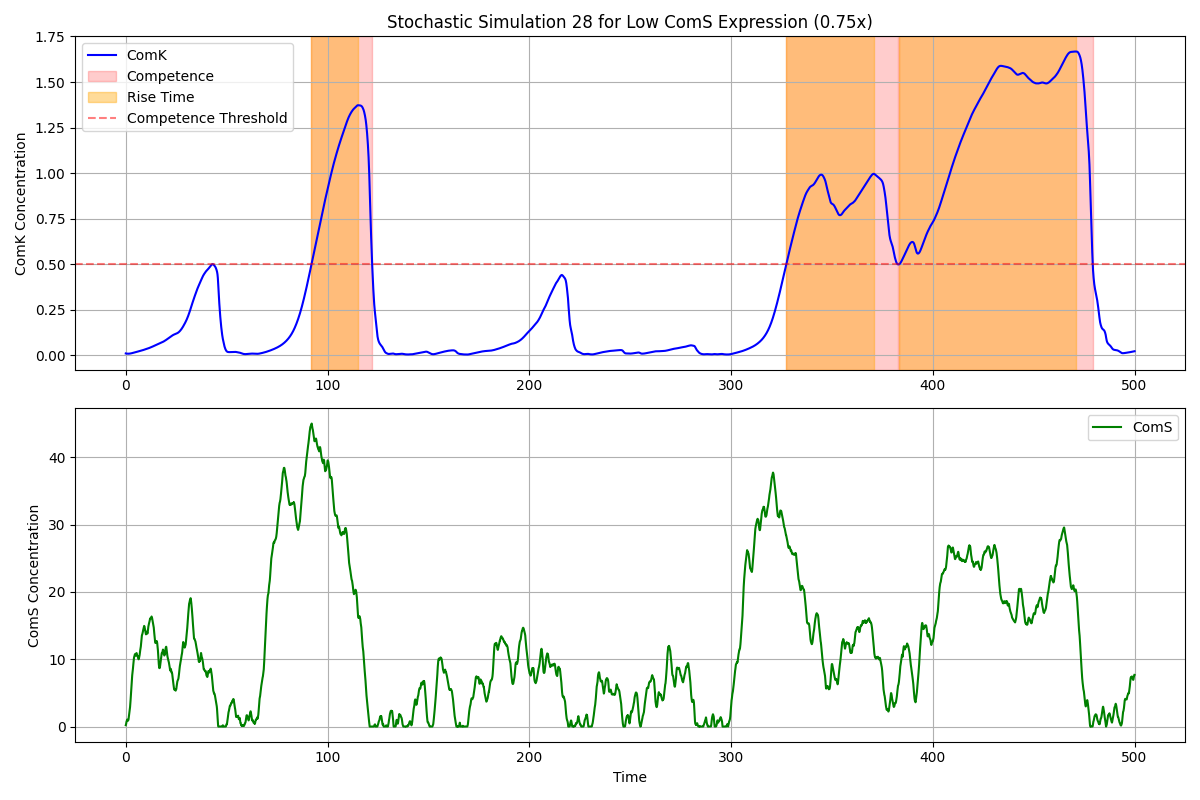 Stochastic Simulation 28 for Low ComS Expression (0.75x)
ComK
Competence
Rise Time
Competence Threshold
ComK Concentration
1.75
1.50
1.25
1.00
0.75
0.50
0.25
0.00
0 100 200 300 400 500
ComS
ComS Concentration
40
30
20
10
0
0 100 200 300 400 500
Time